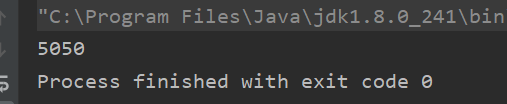 "C:\Program Files\Java\jdk1.8.0_241\bin
5050
Process finished with exit code 0